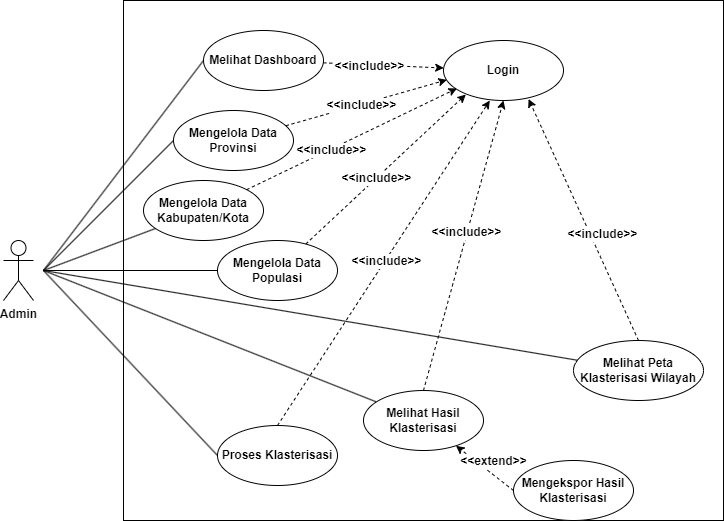 Melihat Dashboard
<<include>>
Login
<<include>>
Mengelola Data
Provinsi
<<include>>
<<include>>
Mengelola Data
Kabupaten/Kota
<<include>>
<<include>>
Mengelola Data
Populasi
<<include>>
Admin
Melihat Peta
Klasterisasi Wilayah
Melihat Hasil
Klasterisasi
Proses Klasterisasi
<<extend>>
Mengekspor Hasil
Klasterisasi